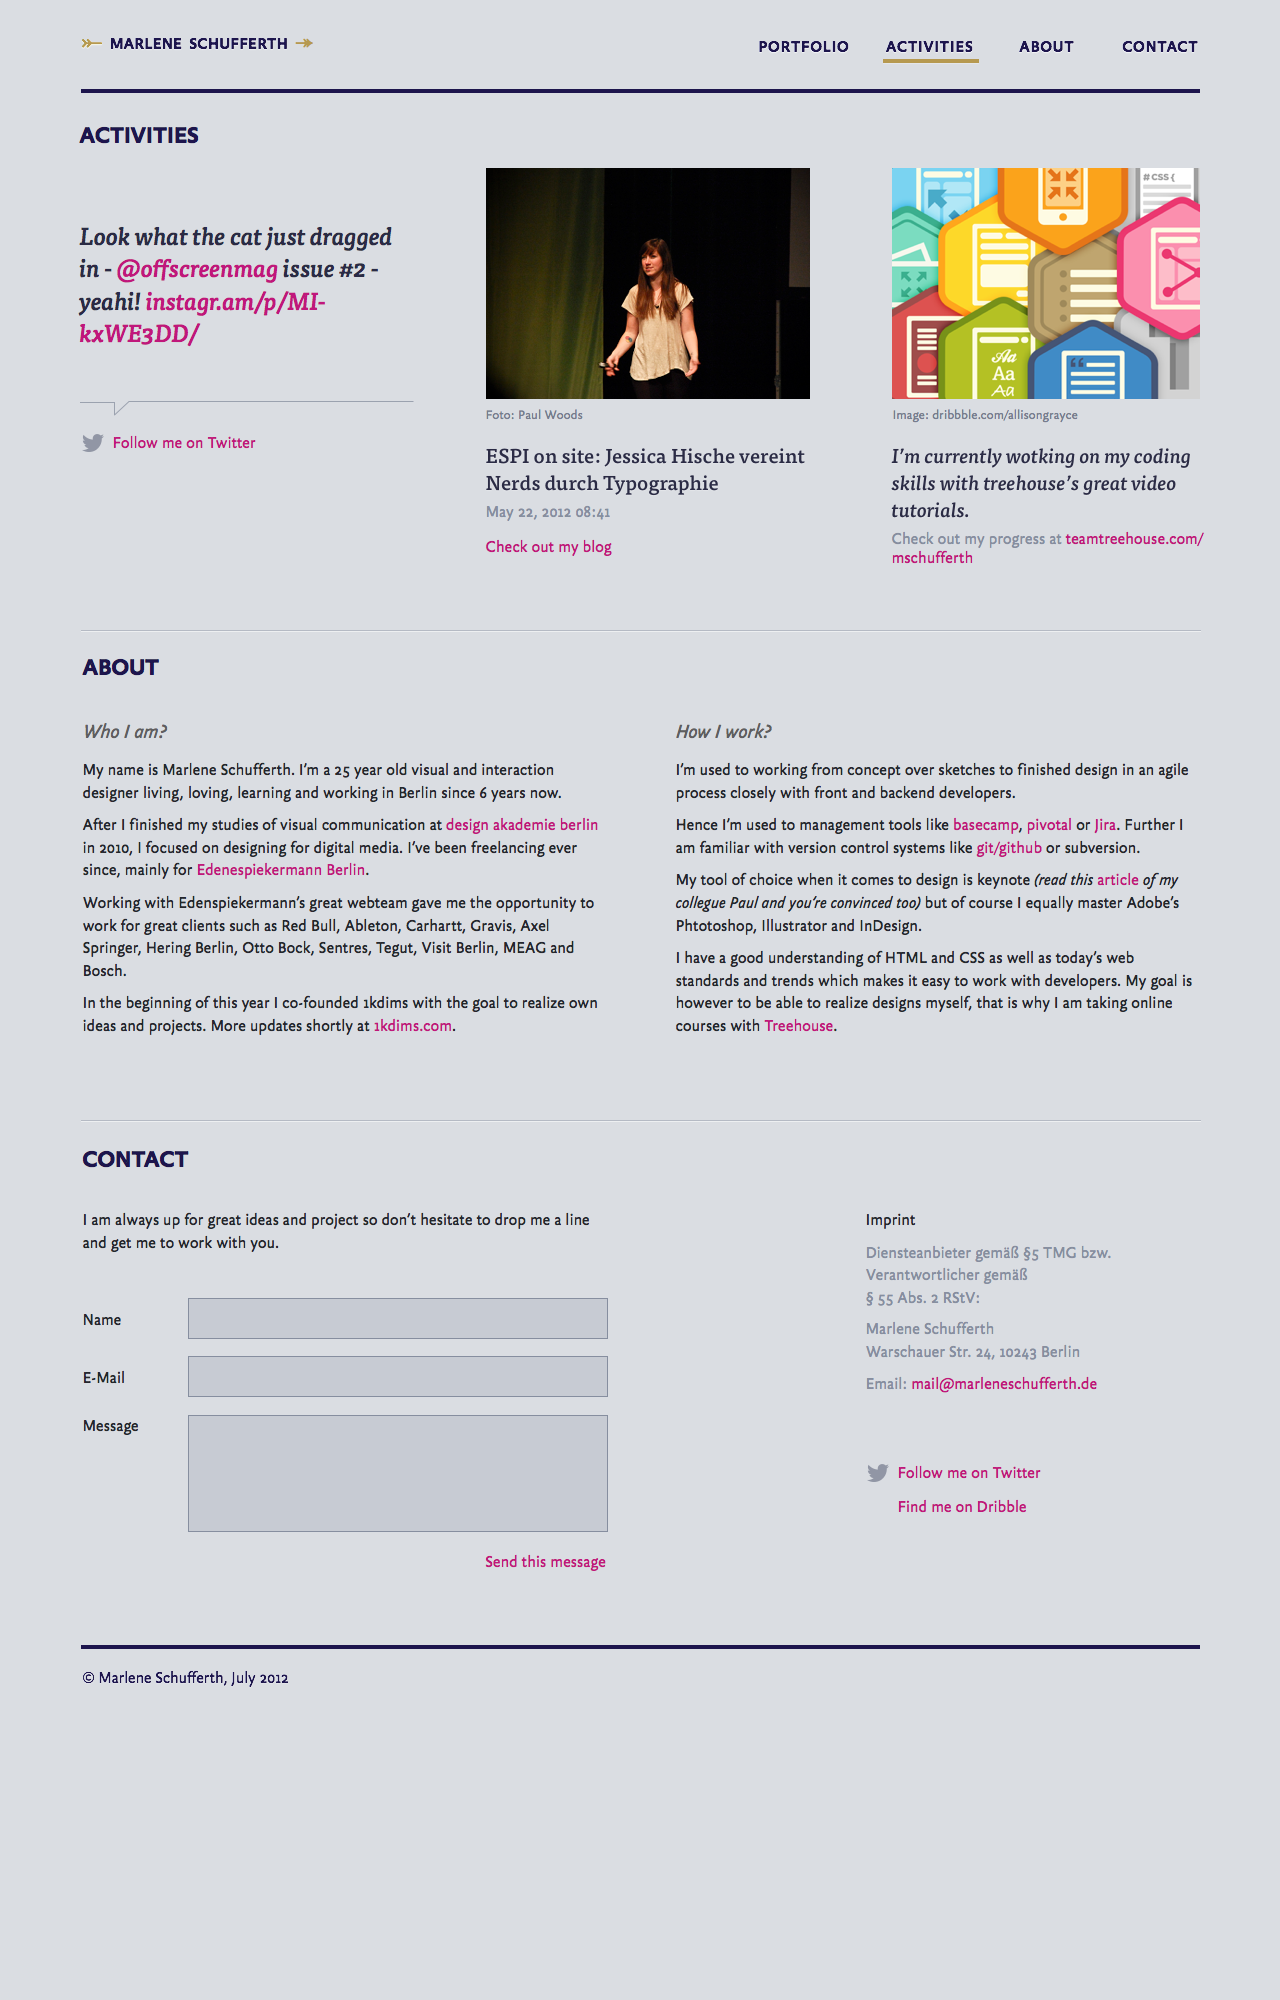 MARLENE SCHUFFERTH
PORTFOLIO
ACTIVITIES
ABOUT
CONTACT
ACTIVITIES
Look what the cat just dragged
in - @offscreenmag issue #2 -
yeahi! instagr.am/p/MI-
kxWE3DD/
Follow me on Twitter
Foto: Paul Woods
ESPI on site: Jessica Hische vereint
Nerds durch Typographie
May 22, 2012 08:41
Check out my blog
# CSS {
Aa
Aa
Aa
Image: dribbble.com/allisongrayce
I’m currently wotking on my coding
skills with treehouse’s great video
tutorials.
Check out my progress at teamtreehouse.com/
mschufferth
ABOUT
Who I am?
My name is Marlene Schufferth. I’m a 25 year old visual and interaction
designer living, loving, learning and working in Berlin since 6 years now.
After I finished my studies of visual communication at design akademie berlin
in 2010, I focused on designing for digital media. I’ve been freelancing ever
since, mainly for Edenespiekermann Berlin.
Working with Edenspiekermann’s great webteam gave me the opportunity to
work for great clients such as Red Bull, Ableton, Carhartt, Gravis, Axel
Springer, Hering Berlin, Otto Bock, Sentres, Tegut, Visit Berlin, MEAG and
Bosch.
In the beginning of this year I co-founded 1kdims with the goal to realize own
ideas and projects. More updates shortly at 1kdims.com.
How I work?
I’m used to working from concept over sketches to finished design in an agile
process closely with front and backend developers.
Hence I’m used to management tools like basecamp, pivotal or Jira. Further I
am familiar with version control systems like git/github or subversion.
My tool of choice when it comes to design is keynote (read this article of my
collegue Paul and you’re convinced too) but of course I equally master Adobe’s
Phtotoshop, Illustrator and InDesign.
I have a good understanding of HTML and CSS as well as today’s web
standards and trends which makes it easy to work with developers. My goal is
however to be able to realize designs myself, that is why I am taking online
courses with Treehouse.
CONTACT
I am always up for great ideas and project so don’t hesitate to drop me a line
and get me to work with you.
Name
E-Mail
Message
Send this message
Imprint
Diensteanbieter gemäß §5 TMG bzw.
Verantwortlicher gemäß
§ 55 Abs. 2 RStV:
Marlene Schufferth
Warschauer Str. 24, 10243 Berlin
Email: mail@marleneschufferth.de
Follow me on Twitter
Find me on Dribble
© Marlene Schufferth, July 2012